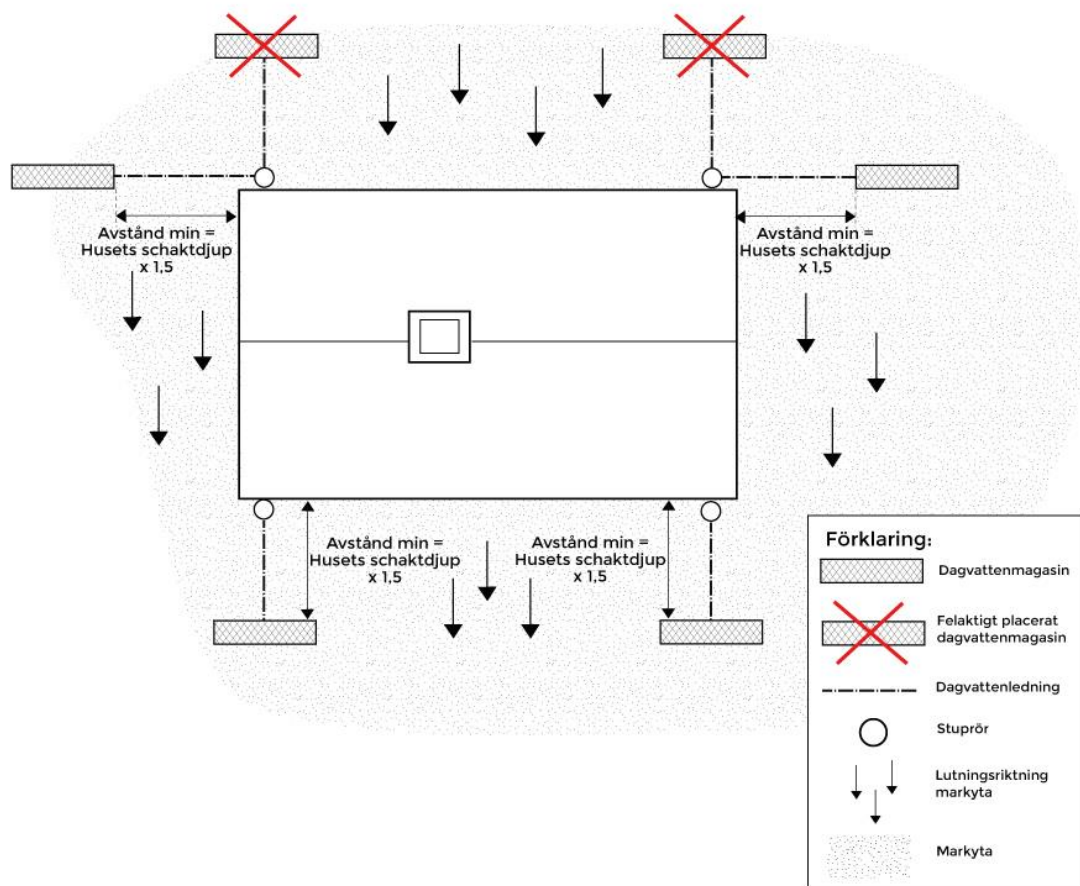 Avstånd min =
Husets schaktdjup
x 1,5
Avstånd min =
Husets schaktdjup
x 1,5
Avstånd min =
Husets schaktdjup
x 1,5
Avstånd min =
Husets schaktdjup
x 1,5
Förklaring:
Dagvattenmagasin
Felaktigt placerat
dagvattenmagasin
Dagvattenledning
Stuprör
Lutningsriktning
markyta
Markyta